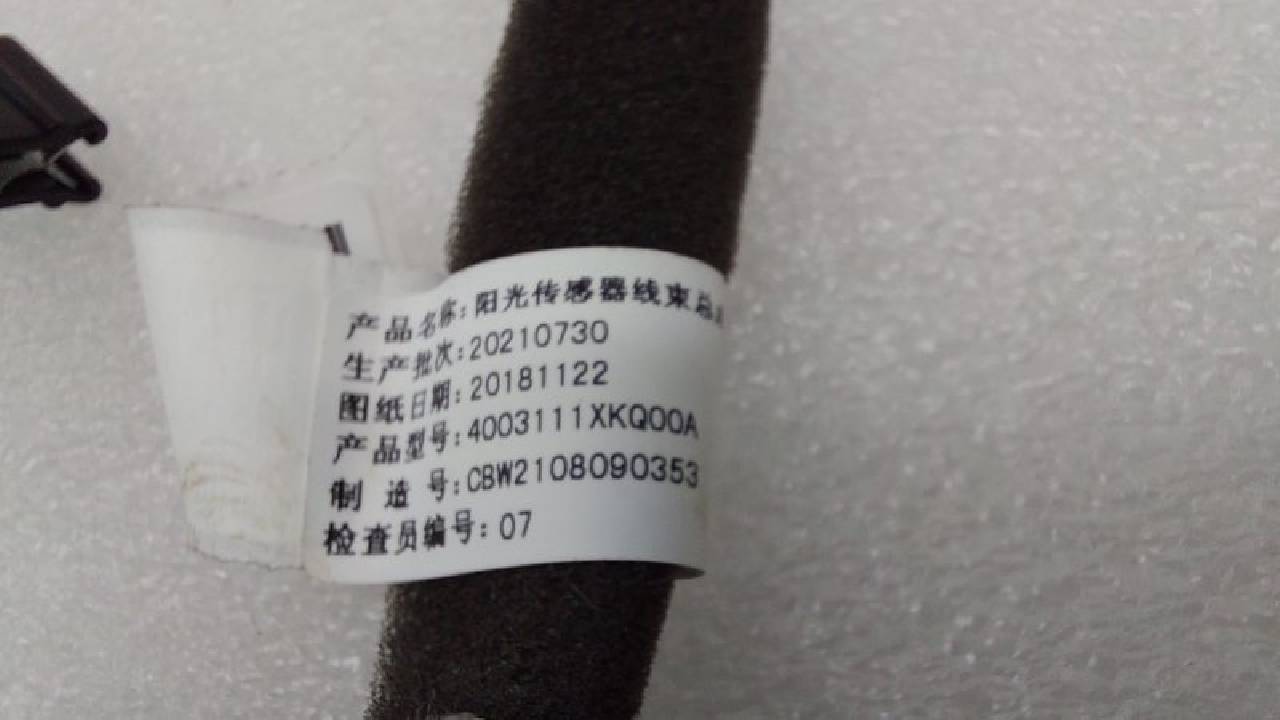 产品名称:阳光传感器线束总
生产批次:20210730
图纸日期:20181122
产品型号:4003111XKQ00A
制造号:CBW2108090353
检查员编号:07